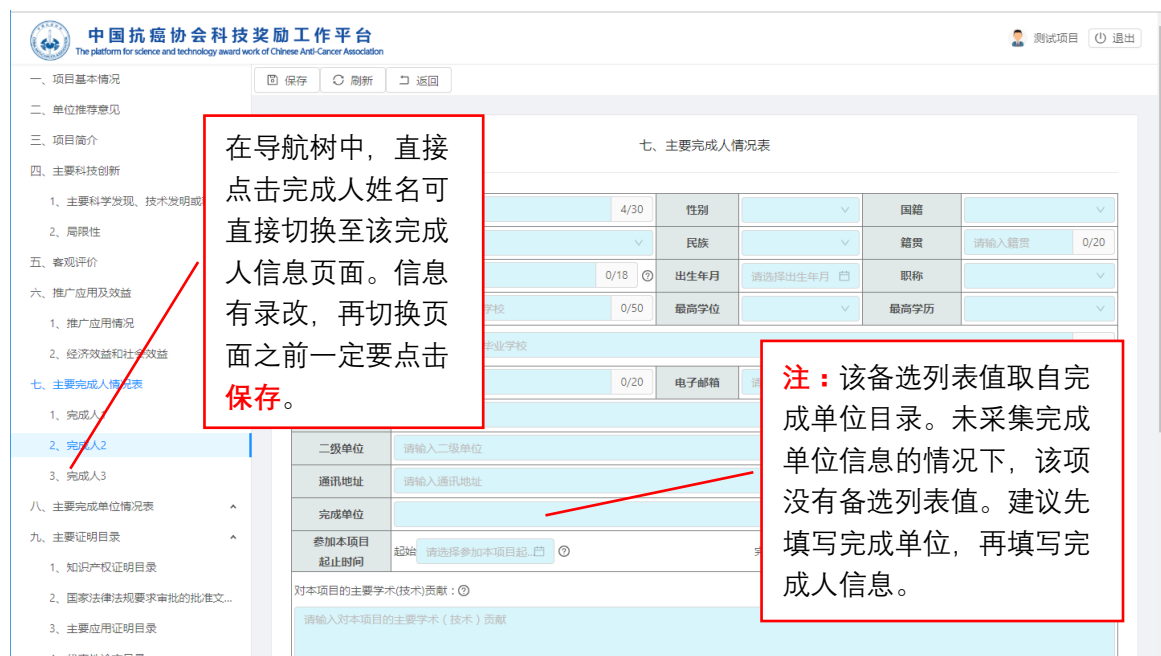 中国抗癌协会科技奖励工作平台
The platform for science and technology award work of Chinese Anti-Cancer Association
测试项目 退出
一、项目基本情况
保存 刷新 返回
二、单位推荐意见
三、项目简介
四、主要科技创新
1、主要科学发现、技术发明或
2、局限性
五、客观评价
六、推广应用及效益
1、推广应用情况
2、经济效益和社会效益
七、主要完成人情况表
1、完成人
2、完成人2
3、完成人3
八、主要完成单位情况表
九、主要证明目录
1、知识产权证明目录
2、国家法律法规要求审批的批准文...
3、主要应用证明目录
在导航树中，直接
点击完成人姓名可
直接切换至该完成
人信息页面。信息
有录改，再切换页
面之前一定要点击
保存。
七、主要完成人情况表
4/30 性别 国籍
民族 籍贯 请输入籍贯 0/20
0/18 出生年月 请选择出生年月 职称
学校 0/50 最高学位 最高学历
毕业学校
0/20 电子邮箱
二级单位 请输入二级单位
通讯地址 请输入通讯地址
完成单位
参加本项目
起止时间
起始 请选择参加本项目起..
对本项目的主要学术(技术)贡献：
请输入对本项目的主要学术（技术）贡献
注：该备选列表值取自完
成单位目录。未采集完成
单位信息的情况下，该项
没有备选列表值。建议先
填写完成单位，再填写完
成人信息。